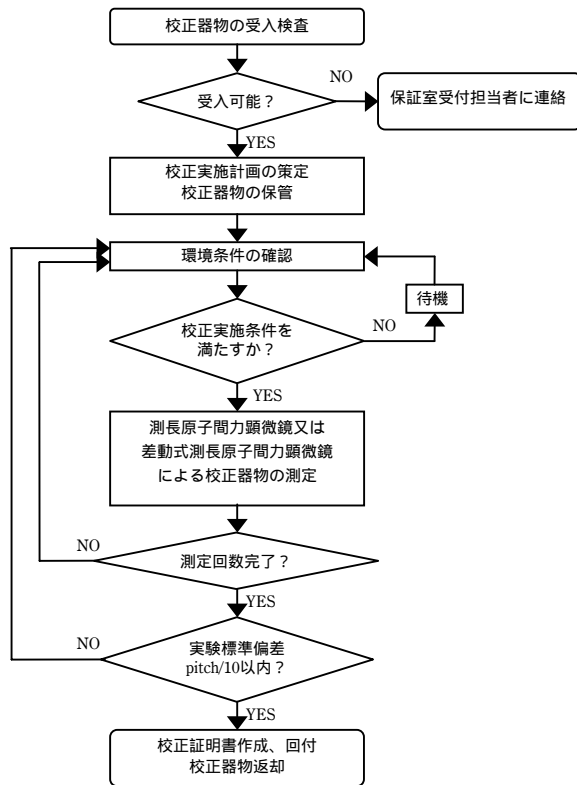 校正器物の受入検査
受入可能？
NO
保証室受付担当者に連絡
YES
校正実施計画の策定
校正器物の保管
環境条件の確認
待機
校正実施条件を
満たすか？
NO
YES
測長原子間力顕微鏡又は
差動式測長原子間力顕微鏡
による校正器物の測定
NO
測定回数完了？
YES
NO
実験標準偏差
pitch/10以内？
YES
校正証明書作成、回付
校正器物返却